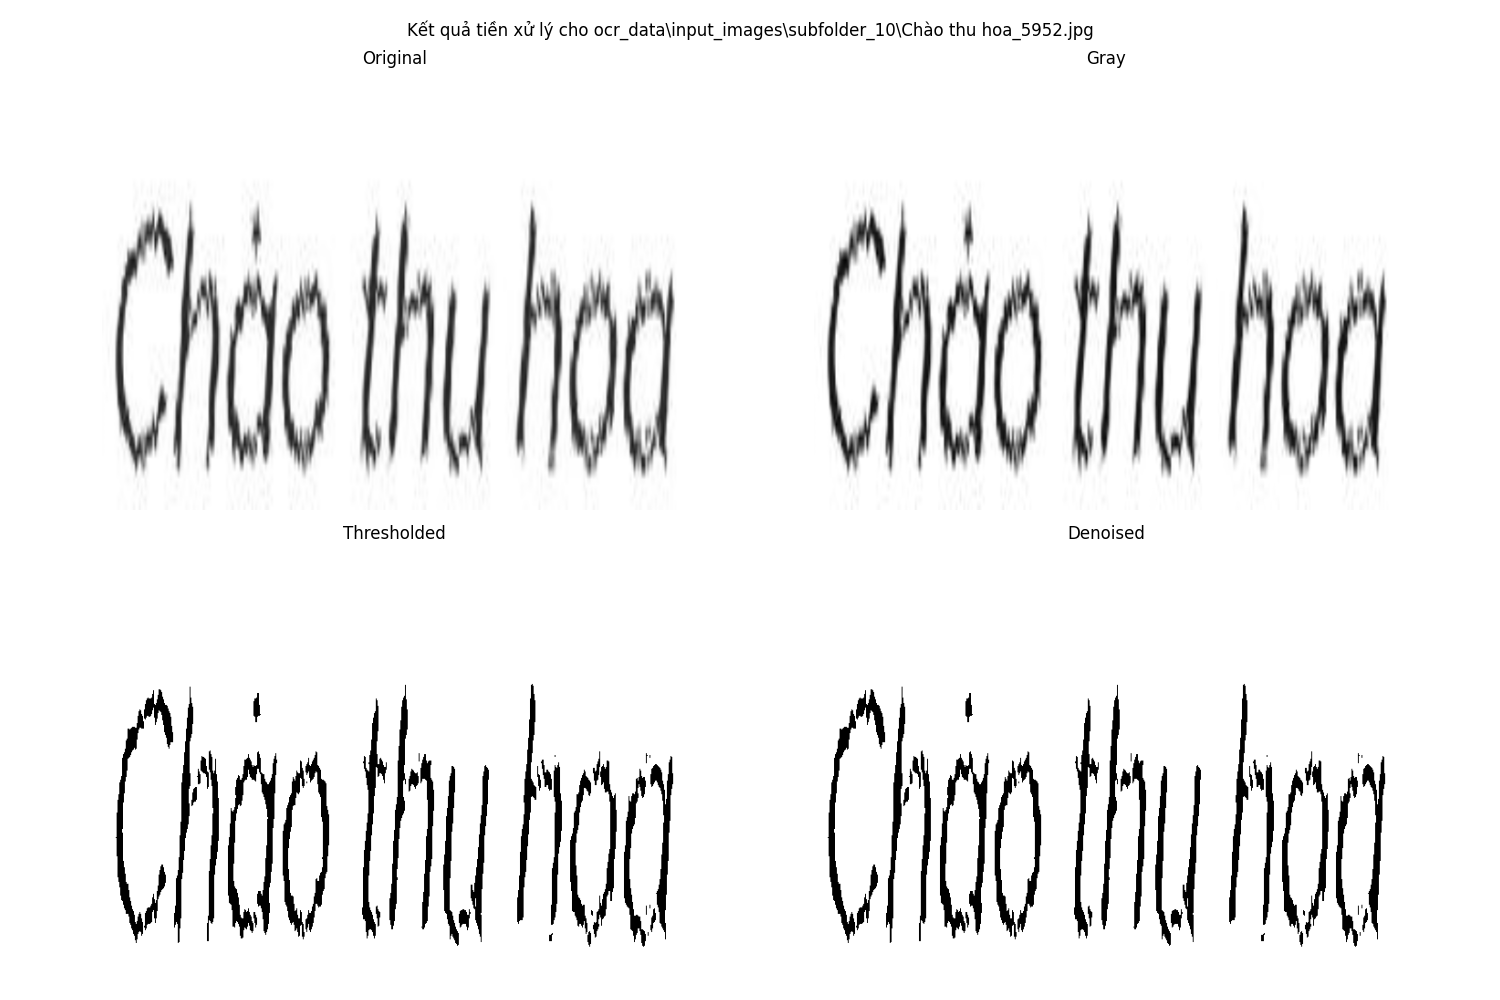 Kết quả tiền xử lý cho ocr_data\input_images\subfolder_10\Chào thu hoa_5952.jpg
Original
Gray
Chào thu hoa
Chào thu hoa
Thresholded
Denoised
Chào thu hoa
Chào thu hoa